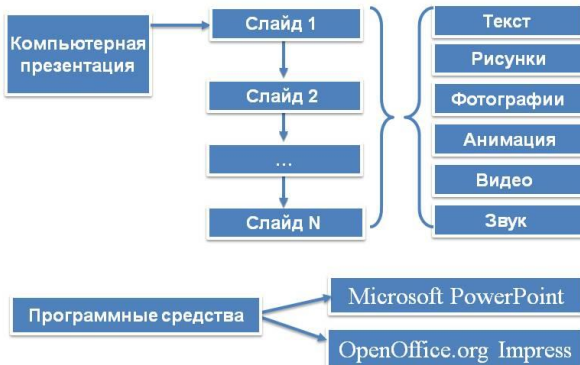 Компьютерная
презентация
Слайд 1
Слайд 2
...
Слайд N
Текст
Рисунки
Фотографии
Анимация
Видео
Звук
Программные средства
Microsoft PowerPoint
OpenOffice.org Impress